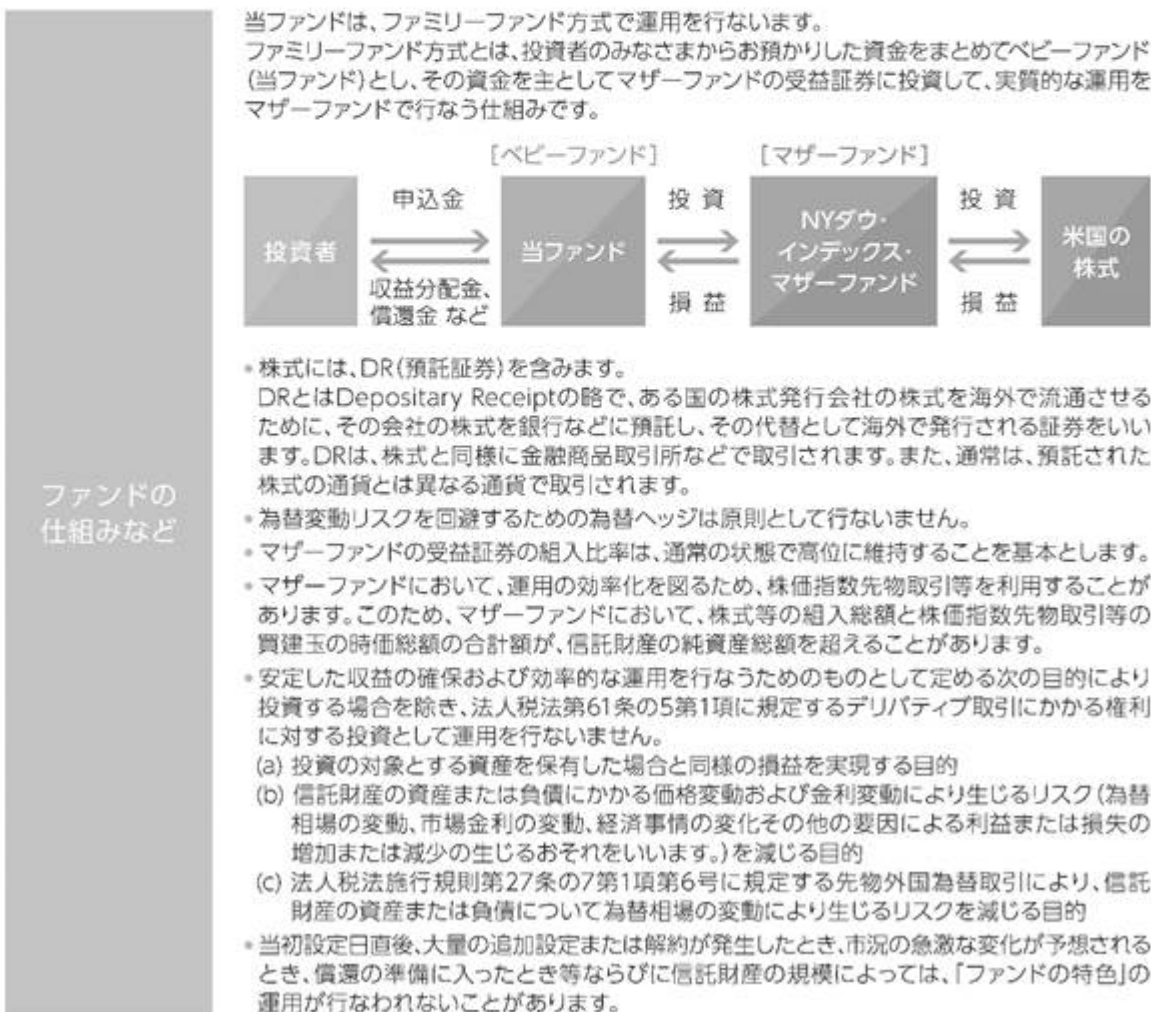 当ファンドは、ファミリーファンド方式で運用を行ないます。
ファミリーファンド方式とは、投資者のみなさまからお預かりした資金をまとめてベビーファンド
(当ファンド)とし、その資金を主としてマザーファンドの受益証券に投資して、実質的な運用を
マザーファンドで行なう仕組みです。
[ベビーファンド]
[マザーファンド]
投資者
申込金
収益分配金、
償還金 など
当ファンド
投 資
損 益
NYダウ・
インデックス・
マザーファンド
投 資
損 益
米国の
株式
ファンドの
仕組みなど
• 株式には、DR(預託証券)を含みます。
DRとはDepositary Receiptの略で、ある国の株式発行会社の株式を海外で流通させる
ために、その会社の株式を銀行などに預託し、その代替として海外で発行される証券をいい
ます。DRは、株式と同様に金融商品取引所などで取引されます。また、通常は、預託された
株式の通貨とは異なる通貨で取引されます。
• 為替変動リスクを回避するための為替ヘッジは原則として行ないません。
• マザーファンドの受益証券の組入比率は、通常の状態で高位に維持することを基本とします。
• マザーファンドにおいて、運用の効率化を図るため、株価指数先物取引等を利用することが
あります。このため、マザーファンドにおいて、株式等の組入総額と株価指数先物取引等の
買建玉の時価総額の合計額が、信託財産の純資産総額を超えることがあります。
• 安定した収益の確保および効率的な運用を行なうためのものとして定める次の目的により
投資する場合を除き、法人税法第61条の5第1項に規定するデリバティブ取引にかかる権利
に対する投資として運用を行ないません。
(a) 投資の対象とする資産を保有した場合と同様の損益を実現する目的
(b) 信託財産の資産または負債にかかる価格変動および金利変動により生じるリスク(為替
相場の変動、市場金利の変動、経済事情の変化その他の要因による利益または損失の
増加または減少の生じるおそれをいいます。)を減じる目的
(c) 法人税法施行規則第27条の7第1項第6号に規定する先物外国為替取引により、信託
財産の資産または負債について為替相場の変動により生じるリスクを減じる目的
• 当初設定日直後、大量の追加設定または解約が発生したとき、市況の急激な変化が予想される
とき、償還の準備に入ったとき等ならびに信託財産の規模によっては、「ファンドの特色」の
運用が行なわれないことがあります。